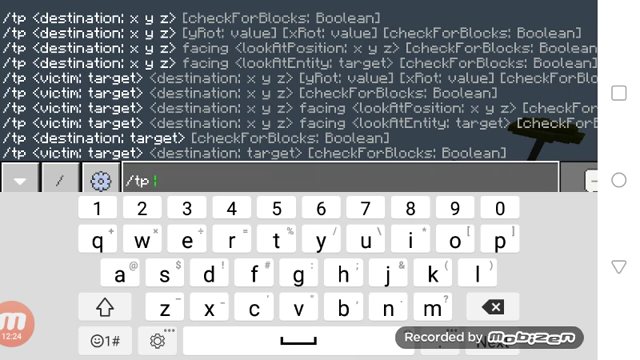 /tp <destination: x y z> [checkForBlocks: Boolean]
/tp <destination: x y z> [yRot: value] [xRot: value] [checkForBlocks: Boolean]
/tp <destination: x y z> facing <lookAtPosition: x y z> [checkForBlocks: Boolean
/tp <destination: x y z> facing <lookAtEntity: target> [checkForBlocks: Boolean]
/tp <victim: target> <destination: x y z> [yRot: value] [xRot: value] [checkForBlo
/tp <victim: target> <destination: x y z> [checkForBlocks: Boolean]
/tp <victim: target> <destination: x y z> facing <lookAtPosition: x y z> [checkFor
/tp <victim: target> <destination: x y z> facing <lookAtEntity: target> [checkForB
/tp <destination: target> [checkForBlocks: Boolean]
/tp <victim: target> <destination: target> [checkForBlocks: Boolean]
/ /tp
1 2 3 4 5 6 7 8 9 0
q + w × e ÷ r = t % y / u \ i * o [ p ]
a @ s $ d ! f # g : h ; j & k ( l )
z - x _ c ' v " b , n . m ?
12:24
1# Recorded by Mobizen